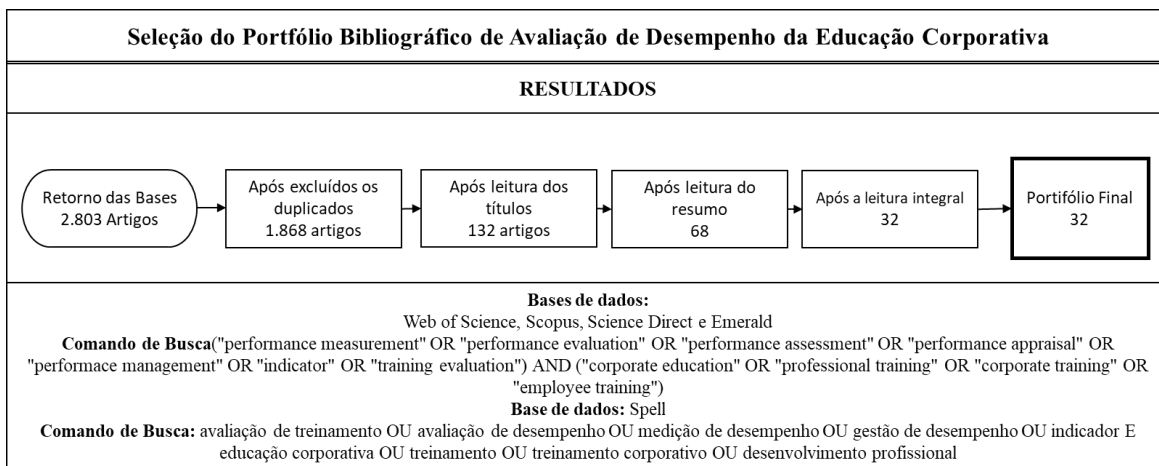 Seleção do Portfólio Bibliográfico de Avaliação de Desempenho da Educação Corporativa
RESULTADOS
Retorno das Bases
2.803 Artigos
Após excluídos os
duplicados
1.868 artigos
Após leitura dos
títulos
132 artigos
Após leitura do
resumo
68
Após a leitura integral
32
Portifólio Final
32
Bases de dados:
Web of Science, Scopus, Science Direct e Emerald
Comando de Busca("performance measurement" OR "performance evaluation" OR "performance assessment" OR "performance appraisal" OR
"performace management" OR "indicator" OR "training evaluation") AND ("corporate education" OR "professional training" OR "corporate training" OR
"employee training")
Base de dados: Spell
Comando de Busca: avaliação de treinamento OU avaliação de desempenho OU medição de desempenho OU gestão de desempenho OU indicador E
educação corporativa OU treinamento OU treinamento corporativo OU desenvolvimento profissional